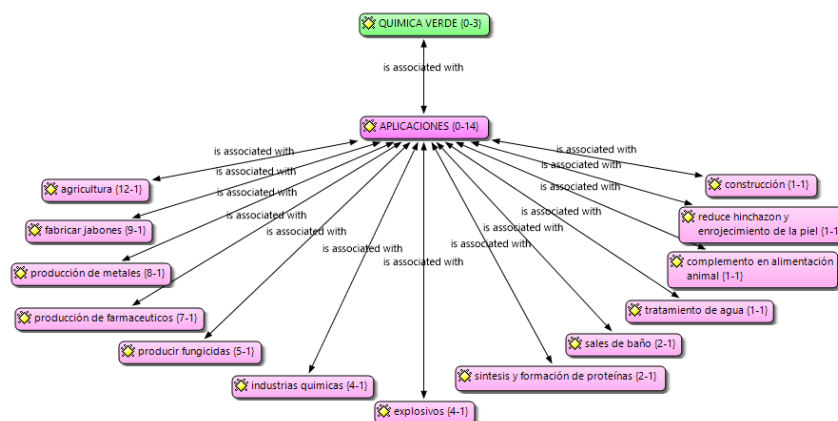 QUIMICA VERDE {0-3}
is associated with
APLICACIONES {0-14}
is associated with
is associated with
is associated with
is associated with
is associated with
is associated with
is associated with
is associated with
is associated with
is associated with
is associated with
is associated with
is associated with
agricultura {12-1}
construcción {1-1}
fabricar jabones {9-1}
reduce hinchazon y
enrojecimiento de la piel {1-1}
producción de metales {8-1}
complemento en alimentación
animal {1-1}
producción de farmaceuticos {7-1}
tratamiento de agua {1-1}
producir fungicidas {5-1}
sales de baño {2-1}
industrias quimicas {4-1}
sintesis y formación de proteínas {2-1}
explosivos {4-1}